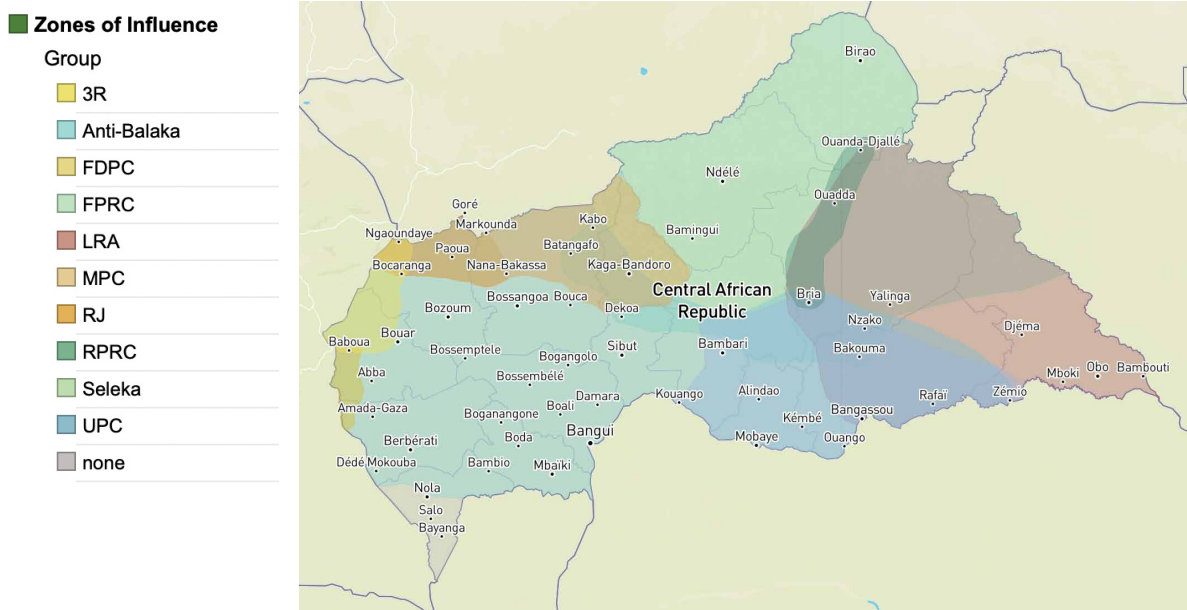 Zones of Influence
Group
3R
Anti-Balaka
FDPC
FPRC
LRA
MPC
RJ
RPRC
Seleka
UPC
none
Birao
Ouanda-Djallé
Ndélé
Ouadda
Goré
Markounda
Kabo
Ngaoundaye
Paoua
Batangafo
Bamingui
Bocaranga
Nana-Bakassa
Kaga-Bandoro
Central African
Republic
Bria
Yalinga
Bossangoa
Bouca
Bozoum
Dekoa
Nzako
Djéma
Bouar
Baboua
Bossemptele
Sibut
Bambari
Bakouma
Bogangolo
Abba
Bossembélé
Mboki
Obo
Bambouti
Damara
Kouango
Alindao
Rafaï
Zémio
Amada-Gaza
Boganangone
Boali
Kémbé
Bangassou
Bangui
Berbérati
Boda
Mobaye
Ouango
Dédé Mokouba
Bambio
Mbaïki
Nola
Salo
Bayanga